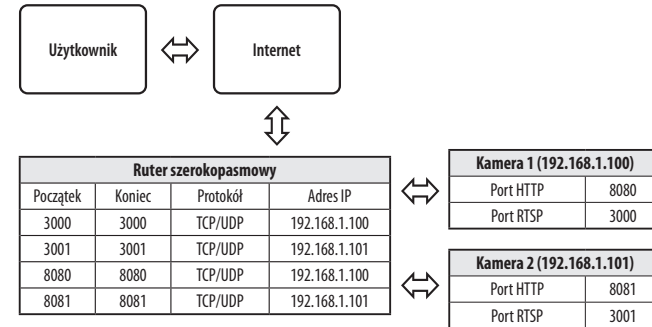 Użytkownik
Internet
Ruter szerokopasmowy
Początek Koniec Protokół Adres IP
3000 3000 TCP/UDP 192.168.1.100
3001 3001 TCP/UDP 192.168.1.101
8080 8080 TCP/UDP 192.168.1.100
8081 8081 TCP/UDP 192.168.1.101
Kamera 1 (192.168.1.100)
Port HTTP 8080
Port RTSP 3000
Kamera 2 (192.168.1.101)
Port HTTP 8081
Port RTSP 3001